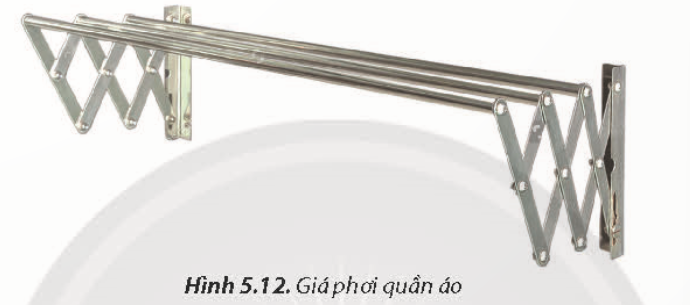 Hình 5.12. Giá phơi quần áo